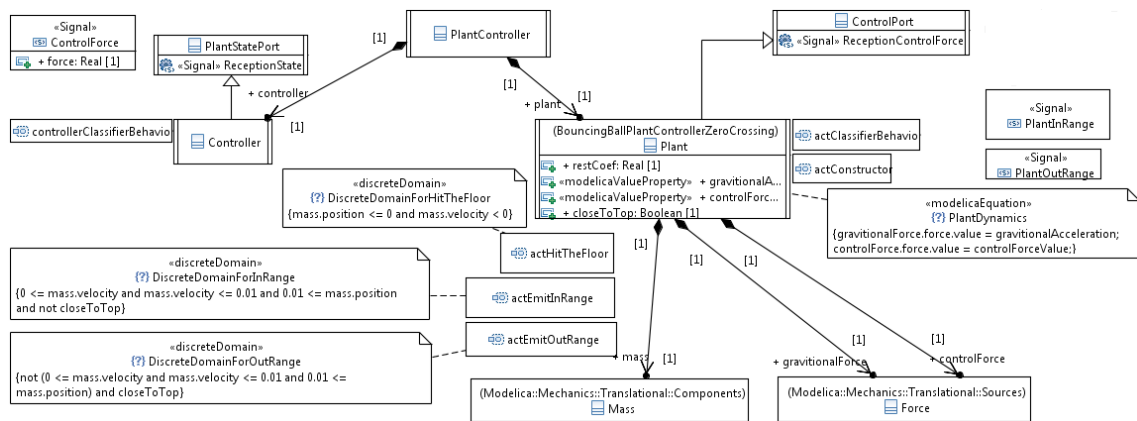 «Signal»
ControlForce
+ force: Real [1]
PlantStatePort
«Signal» ReceptionState
[1]
PlantController
[1]
ControlPort
«Signal» ReceptionControlForce
+ controller
[1]
controllerClassifierBehavior
Controller
+ plant
[1]
(BouncingBallPlantControllerZeroCrossing)
Plant
+ restCoef: Real [1]
«modelicaValueProperty» + gravitionalA...
«modelicaValueProperty» + controlForc...
+ closeToTop: Boolean [1]
actClassifierBehavior
actConstructor
«Signal»
PlantInRange
«Signal»
PlantOutRange
«discreteDomain»
DiscreteDomainForHitTheFloor
{mass.position <= 0 and mass.velocity < 0}
«modelicaEquation»
PlantDynamics
{gravitionalForce.force.value = gravitionalAcceleration;
controlForce.force.value = controlForceValue;}
actHitTheFloor
[1]
[1]
[1]
«discreteDomain»
DiscreteDomainForInRange
{0 <= mass.velocity and mass.velocity <= 0.01 and 0.01 <= mass.position
and not closeToTop}
actEmitInRange
«discreteDomain»
DiscreteDomainForOutRange
{not (0 <= mass.velocity and mass.velocity <= 0.01 and 0.01 <=
mass.position) and closeToTop}
actEmitOutRange
+ mass
[1]
+ gravitionalForce
[1]
+ controlForce
[1]
(Modelica::Mechanics::Translational::Components)
Mass
(Modelica::Mechanics::Translational::Sources)
Force